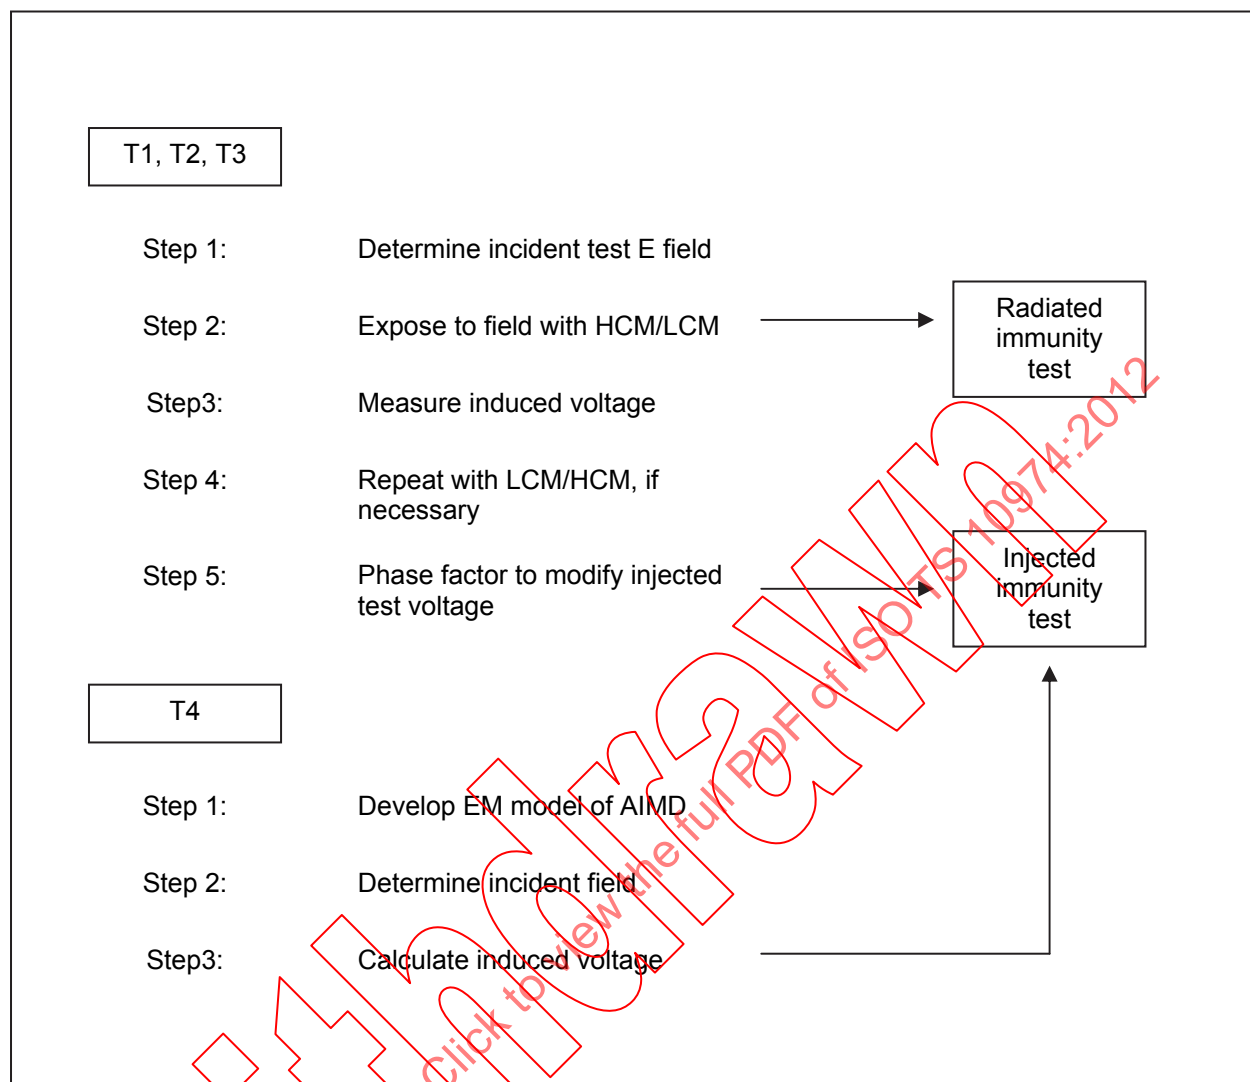 T1, T2, T3
Step 1: Determine incident test E field
Step 2: Expose to field with HCM/LCM
Radiated
immunity
test
Step3: Measure induced voltage
Step 4: Repeat with LCM/HCM, if
necessary
Step 5: Phase factor to modify injected
test voltage
Injected
immunity
test
T4
Step 1: Develop EM model of AIMD
Step 2: Determine incident field
Step3: Calculate induced voltage
Click to view the full PDF of ISO TS 10974:2012
ithdrawn